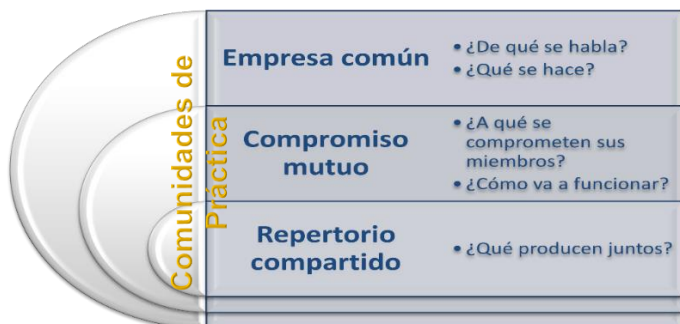 Comunidades de
Práctica
Empresa común
• ¿De qué se habla?
• ¿Qué se hace?
Compromiso
mutuo
• ¿A qué se
comprometen sus
miembros?
• ¿Cómo va a funcionar?
Repertorio
compartido
• ¿Qué producen juntos?